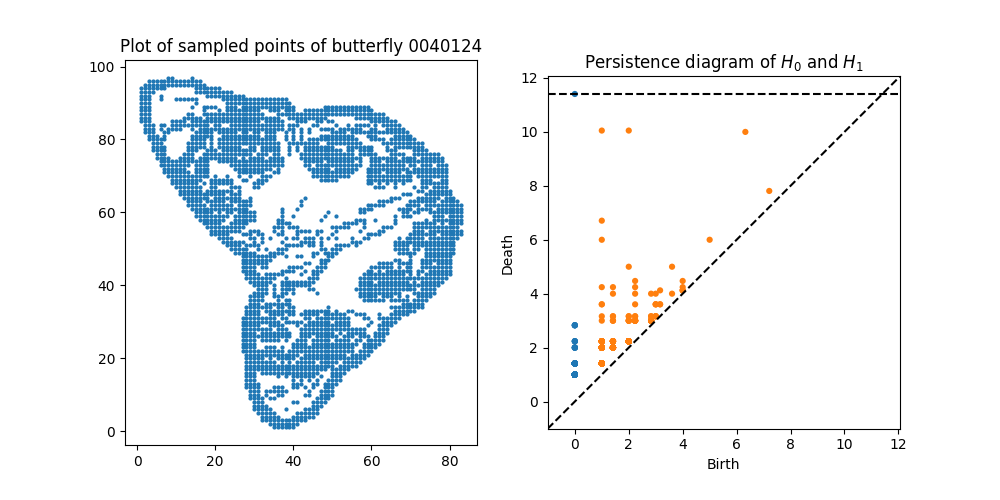 Plot of sampled points of butterfly 0040124
100
80
60
40
20
0
0 20 40 60 80
Persistence diagram of $H_0$ and $H_1$
12
10
8
6
4
2
0
Death
0 2 4 6 8 10 12
Birth